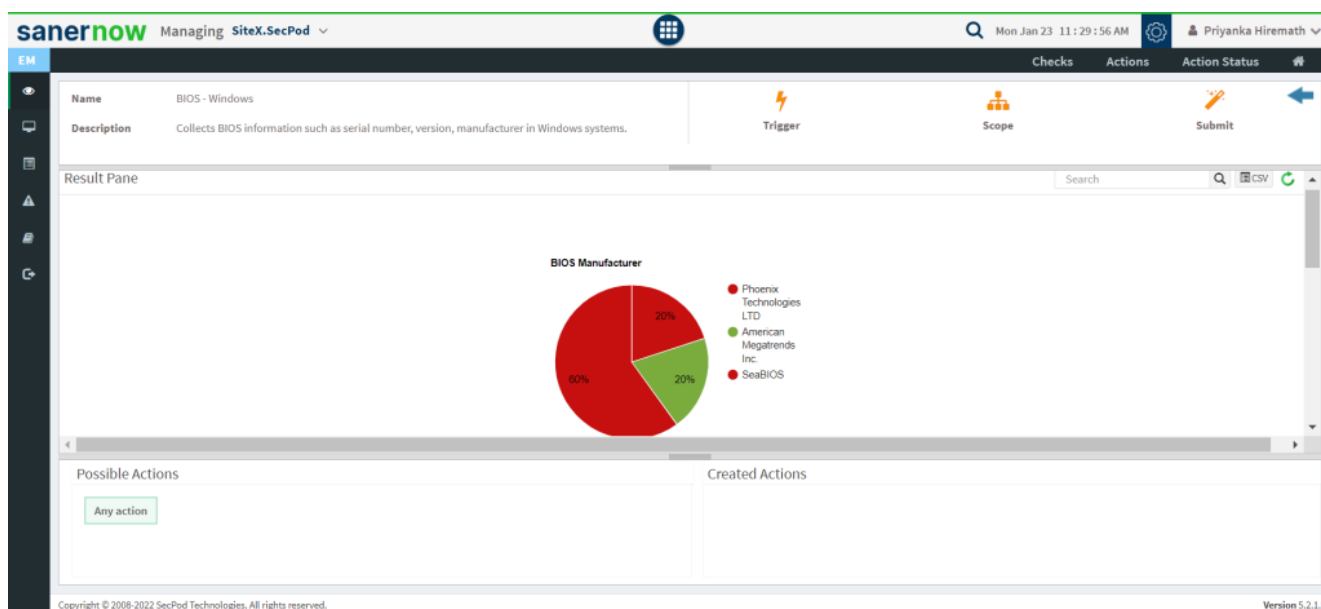 sanernow Managing SiteX.SecPod Mon Jan 23 11:29:56 AM Priyanka Hiremath
EM Checks Actions Action Status
Name BIOS - Windows
Description Collects BIOS information such as serial number, version, manufacturer in Windows systems.
Trigger Scope Submit
Result Pane Search CSV
BIOS Manufacturer
20%
60%
20%
Phoenix
Technologies
LTD
American
Megatrends
Inc.
SeaBIOS
Possible Actions
Any action
Created Actions
Copyright © 2008-2022 SecPod Technologies. All rights reserved. Version 5.2.1.